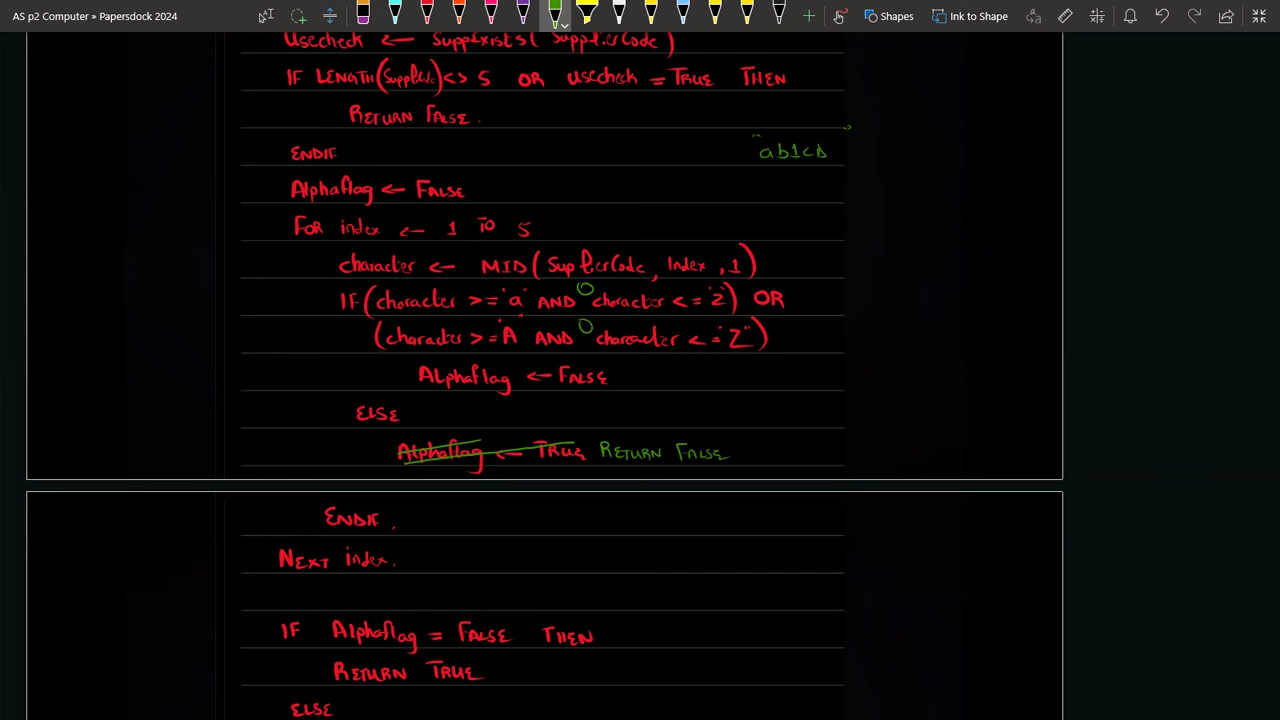 AS p2 Computer » Papersdock 2024
Shapes
Ink to Shape
Usecheck ← SuppExists( SupplierCode )
IF LENGTH(SuppCode) <> 5 OR usecheck = TRUE THEN
RETURN FALSE.
ENDIF
"ab1cd"
Alphaflag ← FALSE
FOR index ← 1 TO 5
character ← MID( SupplierCode, Index, 1)
IF(character >= 'a' AND character <= 'z') OR
(character >= 'A' AND character <= 'Z')
Alphaflag ← FALSE
ELSE
Alphaflag ← TRUE RETURN FALSE
ENDIF.
NEXT index.
IF Alphaflag = FALSE THEN
RETURN TRUE
ELSE